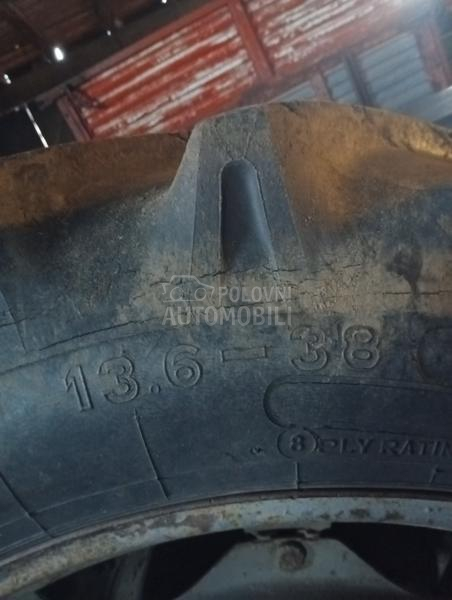 POLOVNI
AUTOMOBILI
13.6-38
8 PLY RATIN